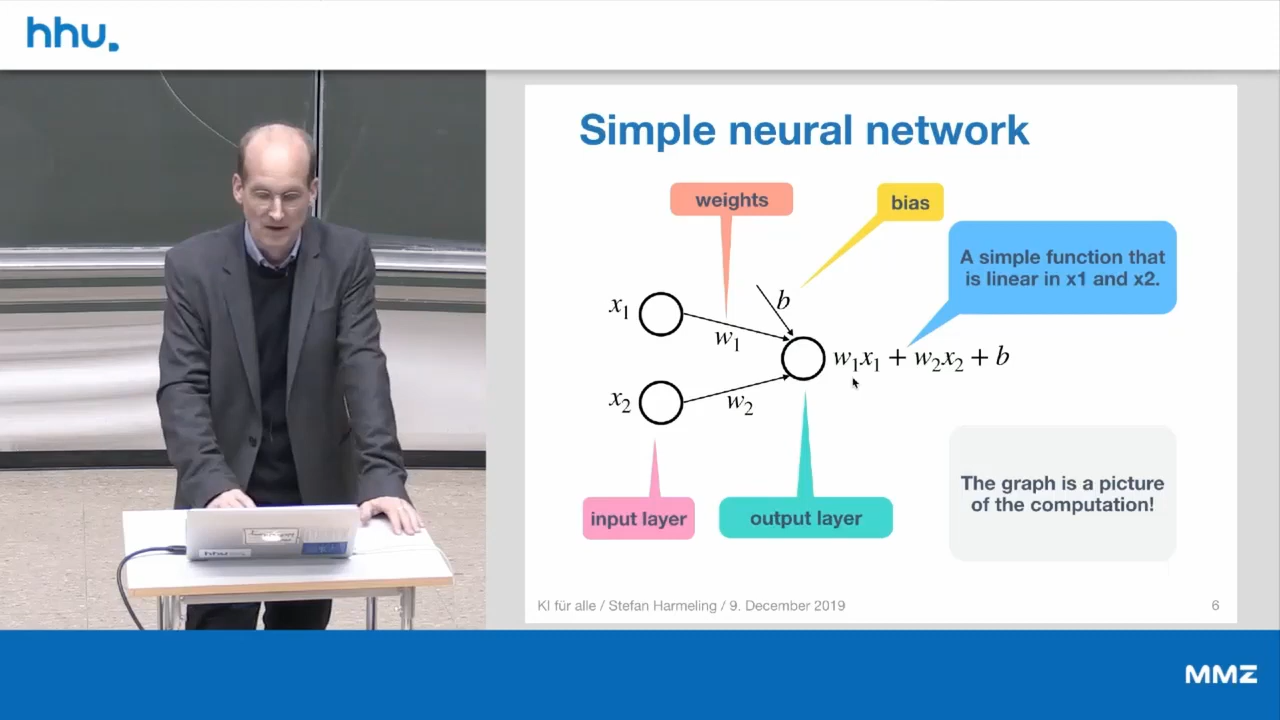 hhu.
Simple neural network
weights
bias
A simple function that
is linear in x1 and x2.
x₁
b
w₁
w₁x₁ + w₂x₂ + b
x₂
w₂
The graph is a picture
of the computation!
input layer
output layer
hhu
KI für alle / Stefan Harmeling / 9. December 2019
6
MMZ